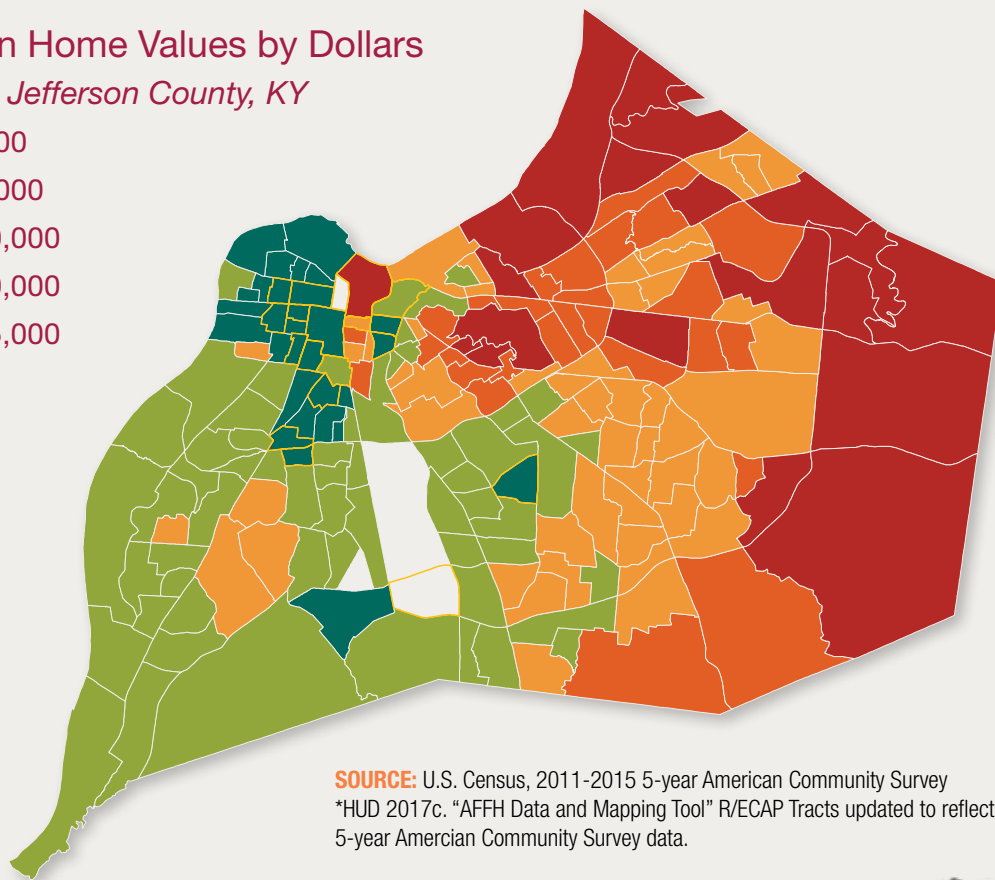 n Home Values by Dollars
Jefferson County, KY
00
000
,000
,000
,000
SOURCE: U.S. Census, 2011-2015 5-year American Community Survey
*HUD 2017c. “AFFH Data and Mapping Tool” R/ECAP Tracts updated to reflect
5-year Amercian Community Survey data.